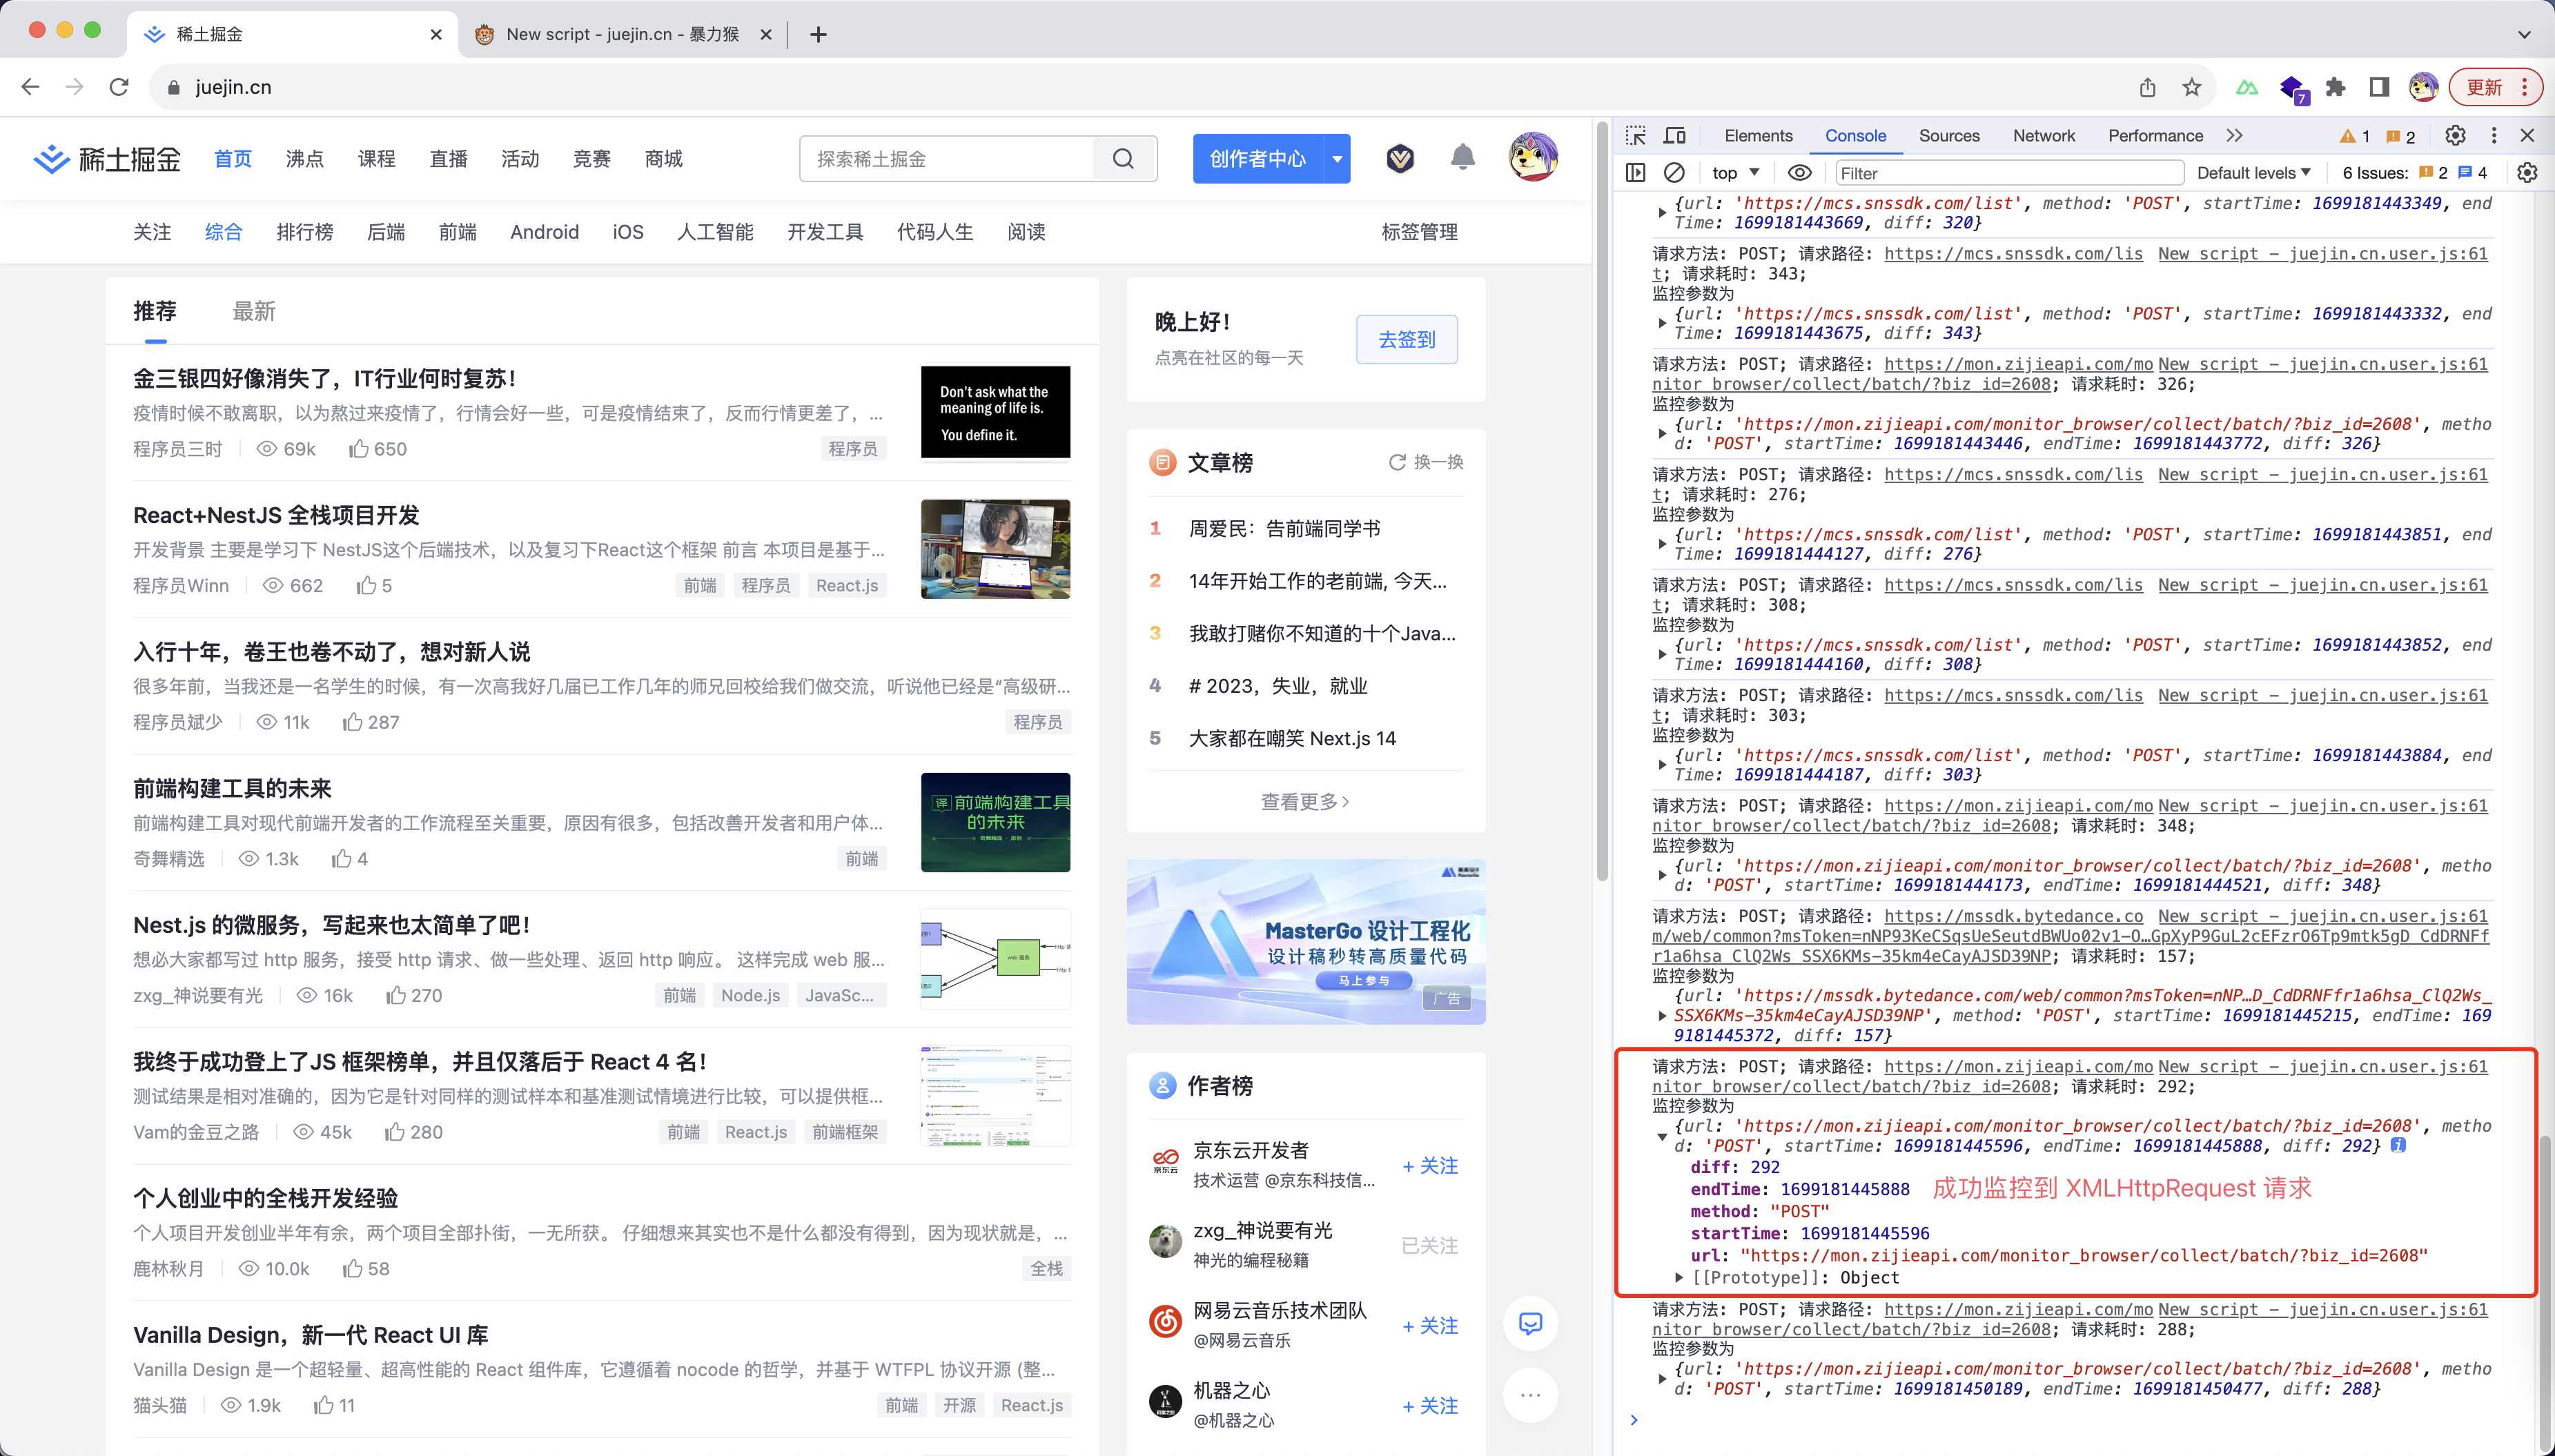 稀土掘金
New script - juejin.cn - 暴力猴
juejin.cn
7
更新
稀土掘金
首页 沸点 课程 直播 活动 竞赛 商城
探索稀土掘金
创作者中心
关注 综合 排行榜 后端 前端 Android iOS 人工智能 开发工具 代码人生 阅读
标签管理
推荐 最新
金三银四好像消失了，IT行业何时复苏！
疫情时候不敢离职，以为熬过来疫情了，行情会好一些，可是疫情结束了，反而行情更差了，...
程序员三时 69k 650
程序员
Don't ask what the
meaning of life is.
You define it.
React+NestJS 全栈项目开发
开发背景 主要是学习下 NestJS这个后端技术，以及复习下React这个框架 前言 本项目是基于...
程序员Winn 662 5
前端 程序员 React.js
入行十年，卷王也卷不动了，想对新人说
很多年前，当我还是一名学生的时候，有一次高我好几届已工作几年的师兄回校给我们做交流，听说他已经是“高级研...
程序员斌少 11k 287
程序员
前端构建工具的未来
前端构建工具对现代前端开发者的工作流程至关重要，原因有很多，包括改善开发者和用户体...
奇舞精选 1.3k 4
前端
译 前端构建工具
的未来
奇舞精选
Nest.js 的微服务，写起来也太简单了吧！
想必大家都写过 http 服务，接受 http 请求、做一些处理、返回 http 响应。 这样完成 web 服...
zxg_神说要有光 16k 270
前端 Node.js JavaSc...
web 服务
我终于成功登上了JS 框架榜单，并且仅落后于 React 4 名！
测试结果是相对准确的，因为它是针对同样的测试样本和基准测试情境进行比较，可以提供框...
Vam的金豆之路 45k 280
前端 React.js 前端框架
个人创业中的全栈开发经验
个人项目开发创业半年有余，两个项目全部扑街，一无所获。 仔细想来其实也不是什么都没有得到，因为现状就是，...
鹿林秋月 10.0k 58
全栈
Vanilla Design，新一代 React UI 库
Vanilla Design 是一个超轻量、超高性能的 React 组件库，它遵循着 nocode 的哲学，并基于 WTFPL 协议开源 (整...
猫头猫 1.9k 11
前端 开源 React.js
晚上好！
点亮在社区的每一天
去签到
文章榜
换一换
1 周爱民：告前端同学书
2 14年开始工作的老前端, 今天...
3 我敢打赌你不知道的十个Java...
4 # 2023，失业，就业
5 大家都在嘲笑 Next.js 14
查看更多
MasterGo 设计工程化
设计稿秒转高质量代码
马上参与
广告
作者榜
京东云
京东云开发者
技术运营 @京东科技信...
+ 关注
zxg_神说要有光
神光的编程秘籍
已关注
网易云音乐技术团队
@网易云音乐
+ 关注
机器之心
@机器之心
+ 关注
Elements Console Sources Network Performance
1 2
top
Filter
Default levels
6 Issues: 2 4
{url: 'https://mcs.snssdk.com/list', method: 'POST', startTime: 1699181443349, end
Time: 1699181443669, diff: 320}
请求方法: POST; 请求路径: https://mcs.snssdk.com/lis New script – juejin.cn.user.js:61
t; 请求耗时: 343;
监控参数为
{url: 'https://mcs.snssdk.com/list', method: 'POST', startTime: 1699181443332, end
Time: 1699181443675, diff: 343}
请求方法: POST; 请求路径: https://mon.zijieapi.com/mo New script – juejin.cn.user.js:61
nitor_browser/collect/batch/?biz_id=2608; 请求耗时: 326;
监控参数为
{url: 'https://mon.zijieapi.com/monitor_browser/collect/batch/?biz_id=2608', metho
d: 'POST', startTime: 1699181443446, endTime: 1699181443772, diff: 326}
请求方法: POST; 请求路径: https://mcs.snssdk.com/lis New script – juejin.cn.user.js:61
t; 请求耗时: 276;
监控参数为
{url: 'https://mcs.snssdk.com/list', method: 'POST', startTime: 1699181443851, end
Time: 1699181444127, diff: 276}
请求方法: POST; 请求路径: https://mcs.snssdk.com/lis New script – juejin.cn.user.js:61
t; 请求耗时: 308;
监控参数为
{url: 'https://mcs.snssdk.com/list', method: 'POST', startTime: 1699181443852, end
Time: 1699181444160, diff: 308}
请求方法: POST; 请求路径: https://mcs.snssdk.com/lis New script – juejin.cn.user.js:61
t; 请求耗时: 303;
监控参数为
{url: 'https://mcs.snssdk.com/list', method: 'POST', startTime: 1699181443884, end
Time: 1699181444187, diff: 303}
请求方法: POST; 请求路径: https://mon.zijieapi.com/mo New script – juejin.cn.user.js:61
nitor_browser/collect/batch/?biz_id=2608; 请求耗时: 348;
监控参数为
{url: 'https://mon.zijieapi.com/monitor_browser/collect/batch/?biz_id=2608', metho
d: 'POST', startTime: 1699181444173, endTime: 1699181444521, diff: 348}
请求方法: POST; 请求路径: https://mssdk.bytedance.co New script – juejin.cn.user.js:61
m/web/common?msToken=nNP93KeCSqsUeSeutdBWUo02v1-O…GpXyP9GuL2cEFzrO6Tp9mtk5gD_CdDRNFf
r1a6hsa_ClQ2Ws_SSX6KMs-35km4eCayAJSD39NP; 请求耗时: 157;
监控参数为
{url: 'https://mssdk.bytedance.com/web/common?msToken=nNP…D_CdDRNFfr1a6hsa_ClQ2Ws_
SSX6KMs-35km4eCayAJSD39NP', method: 'POST', startTime: 1699181445215, endTime: 169
9181445372, diff: 157}
请求方法: POST; 请求路径: https://mon.zijieapi.com/mo New script – juejin.cn.user.js:61
nitor_browser/collect/batch/?biz_id=2608; 请求耗时: 292;
监控参数为
{url: 'https://mon.zijieapi.com/monitor_browser/collect/batch/?biz_id=2608', metho
d: 'POST', startTime: 1699181445596, endTime: 1699181445888, diff: 292}
diff: 292
endTime: 1699181445888 成功监控到 XMLHttpRequest 请求
method: "POST"
startTime: 1699181445596
url: "https://mon.zijieapi.com/monitor_browser/collect/batch/?biz_id=2608"
[[Prototype]]: Object
请求方法: POST; 请求路径: https://mon.zijieapi.com/mo New script – juejin.cn.user.js:61
nitor_browser/collect/batch/?biz_id=2608; 请求耗时: 288;
监控参数为
{url: 'https://mon.zijieapi.com/monitor_browser/collect/batch/?biz_id=2608', metho
d: 'POST', startTime: 1699181450189, endTime: 1699181450477, diff: 288}